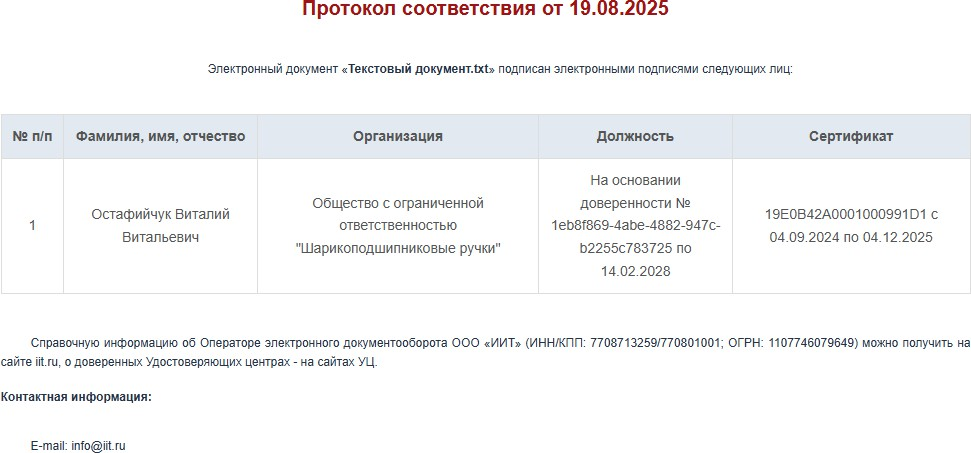 Протокол соответствия от 19.08.2025
Электронный документ «Текстовый документ.txt» подписан электронными подписями следующих лиц:
№ п/п Фамилия, имя, отчество Организация Должность Сертификат
1
Остафийчук Виталий
Витальевич
Общество с ограниченной
ответственностью
"Шарикоподшипниковые ручки"
На основании
доверенности №
1eb8f869-4abe-4882-947c-
b2255c783725 по
14.02.2028
19E0B42A0001000991D1 с
04.09.2024 по 04.12.2025
Справочную информацию об Операторе электронного документооборота ООО «ИИТ» (ИНН/КПП: 7708713259/770801001; ОГРН: 1107746079649) можно получить на
сайте iit.ru, о доверенных Удостоверяющих центрах - на сайтах УЦ.
Контактная информация:
E-mail: info@iit.ru